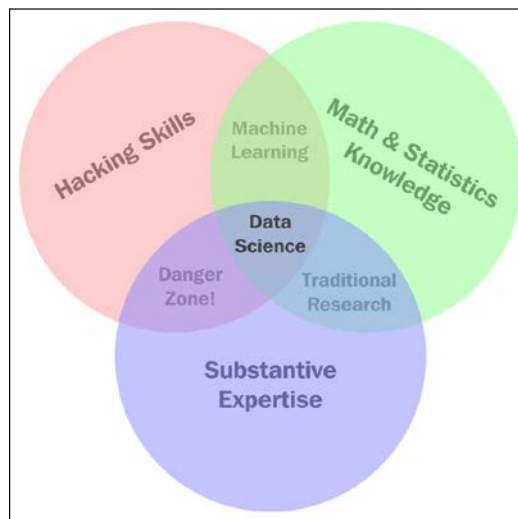 Hacking Skills
Machine
Learning
Math & Statistics
Knowledge
Data
Science
Danger
Zone!
Traditional
Research
Substantive
Expertise